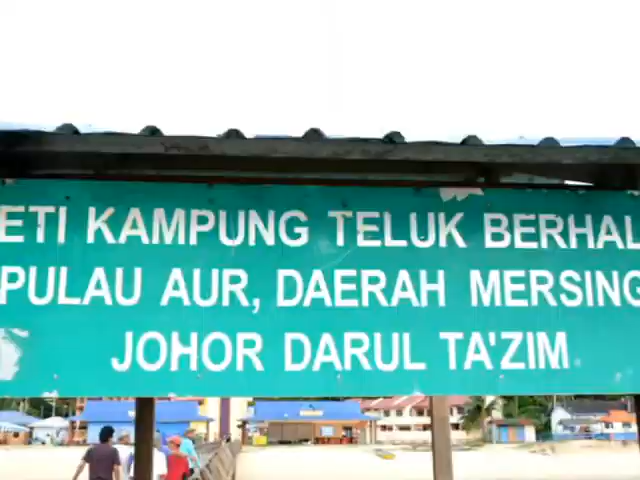 ETI KAMPUNG TELUK BERHAL
PULAU AUR, DAERAH MERSING
JOHOR DARUL TA'ZIM